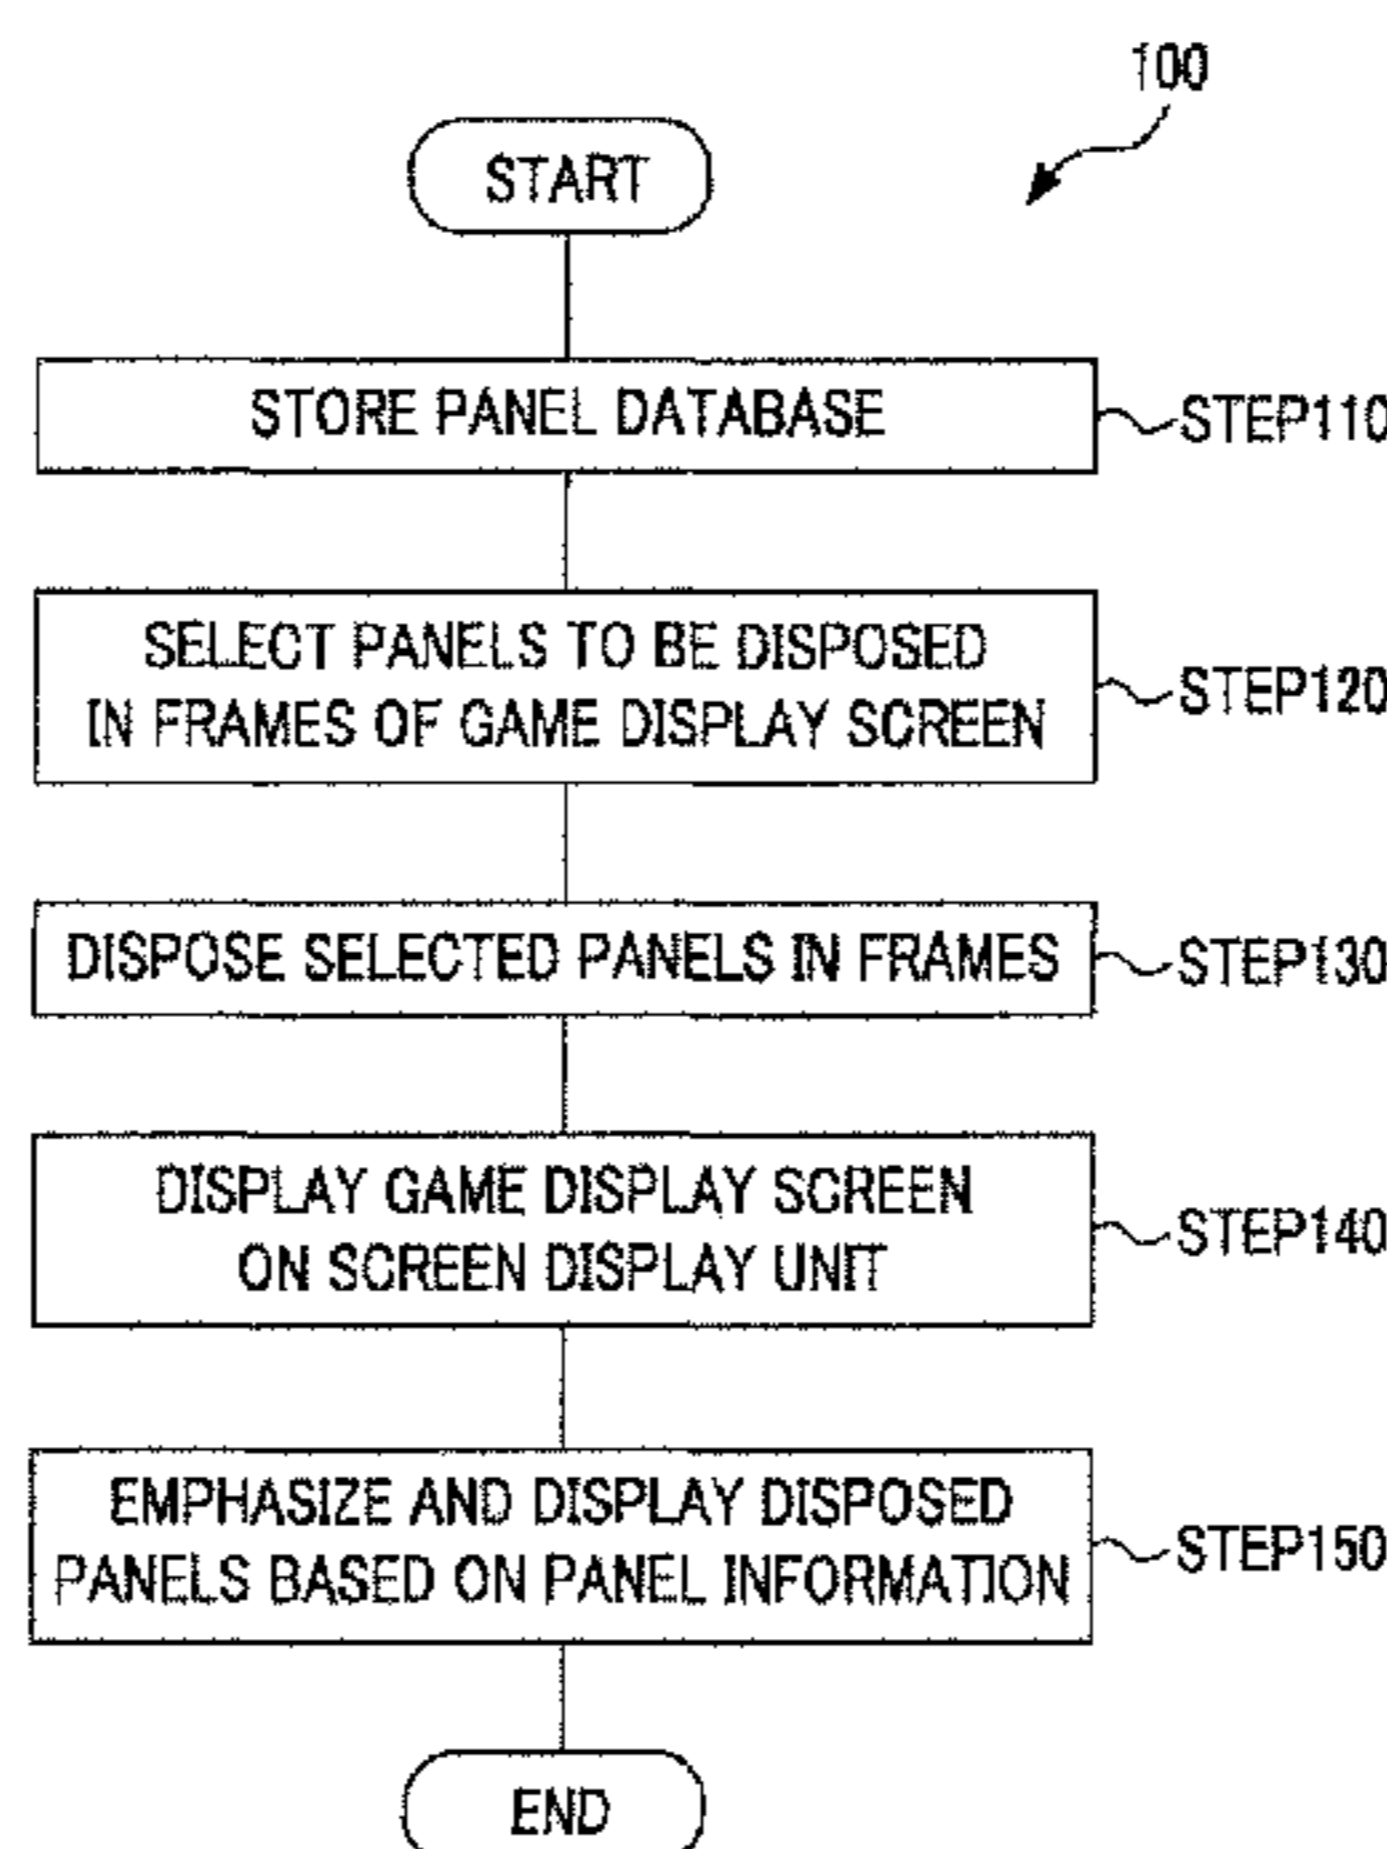 100
START
STORE PANEL DATABASE
STEP110
SELECT PANELS TO BE DISPOSED
IN FRAMES OF GAME DISPLAY SCREEN
STEP120
DISPOSE SELECTED PANELS IN FRAMES
STEP130
DISPLAY GAME DISPLAY SCREEN
ON SCREEN DISPLAY UNIT
STEP140
EMPHASIZE AND DISPLAY DISPOSED
PANELS BASED ON PANEL INFORMATION
STEP150
END